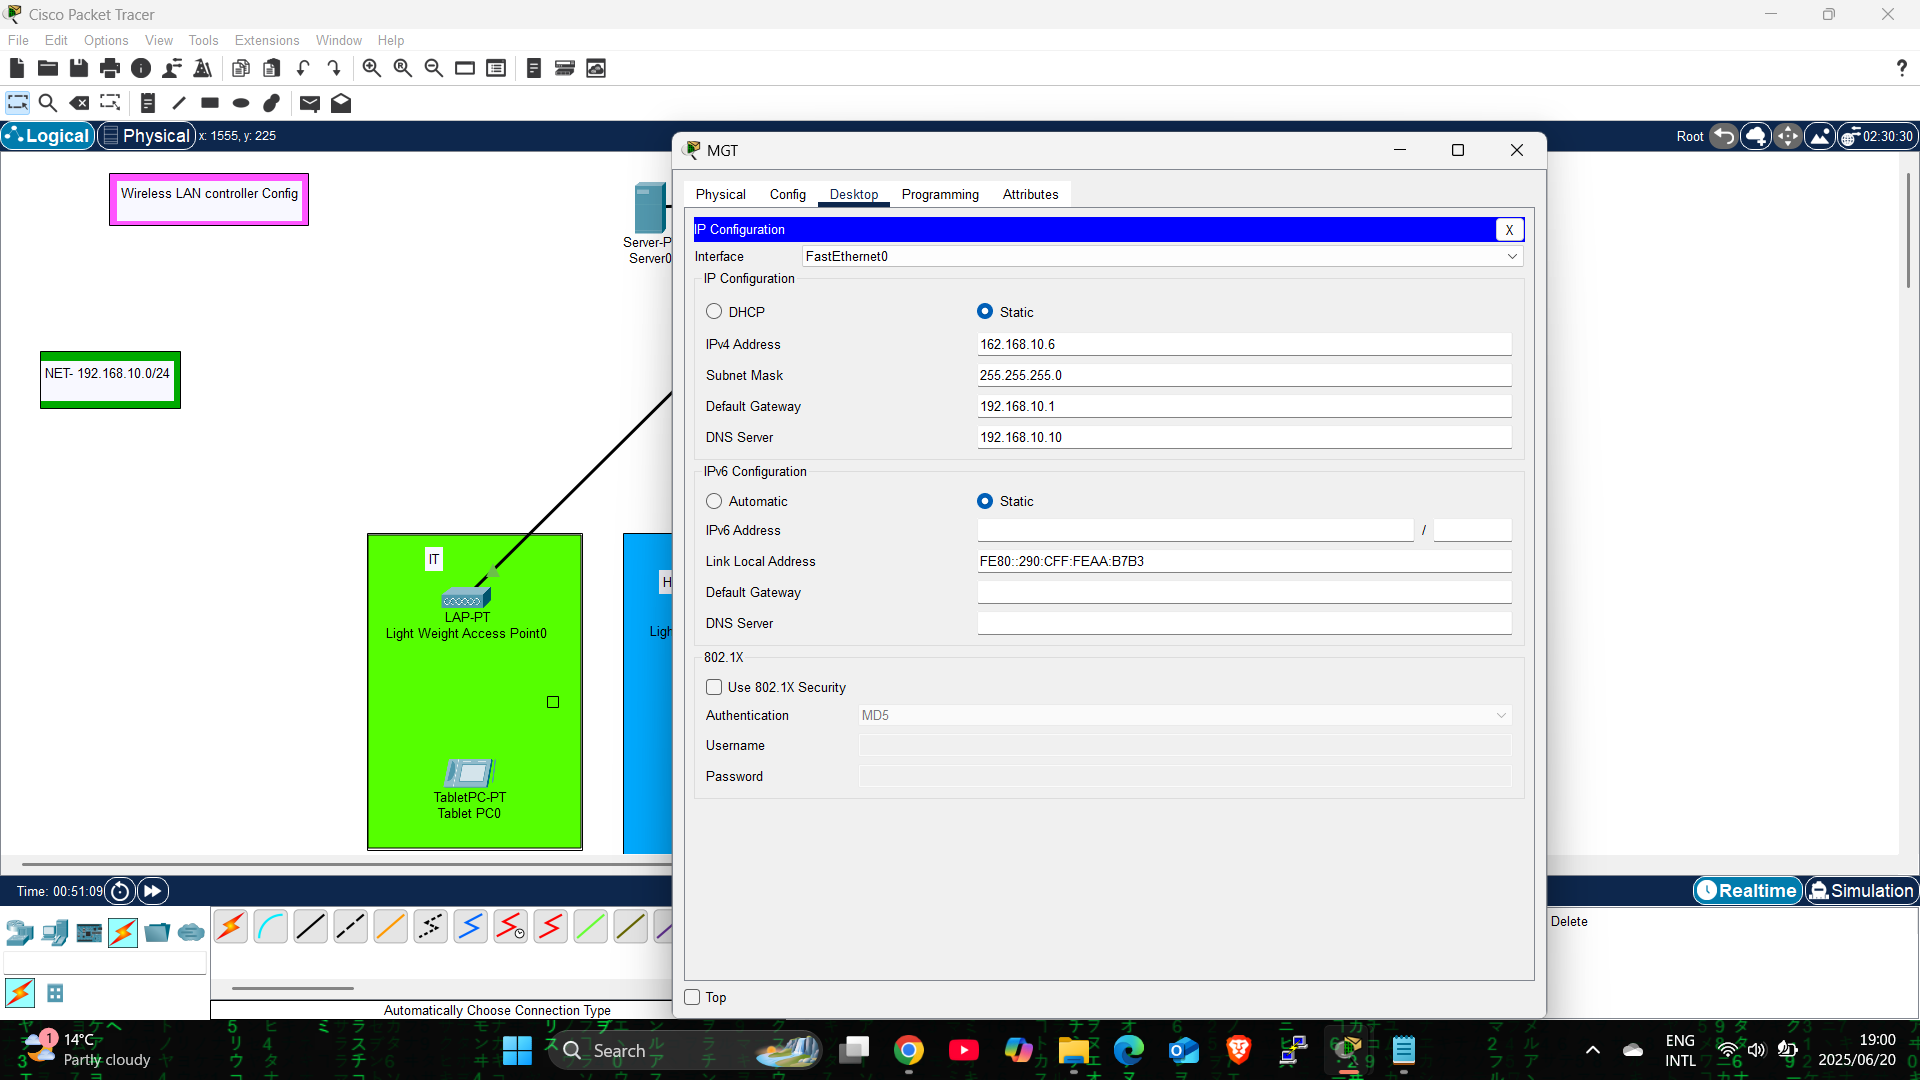 Cisco Packet Tracer
File Edit Options View Tools Extensions Window Help
?
Logical Physical x: 1555, y: 225
Root 02:30:30
Wireless LAN controller Config
NET- 192.168.10.0/24
Server-P
Server0
IT
LAP-PT
Light Weight Access Point0
TabletPC-PT
Tablet PC0
H
Ligh
MGT
Physical Config Desktop Programming Attributes
IP Configuration X
Interface FastEthernet0
IP Configuration
DHCP Static
IPv4 Address 162.168.10.6
Subnet Mask 255.255.255.0
Default Gateway 192.168.10.1
DNS Server 192.168.10.10
IPv6 Configuration
Automatic Static
IPv6 Address /
Link Local Address FE80::290:CFF:FEAA:B7B3
Default Gateway
DNS Server
802.1X
Use 802.1X Security
Authentication MD5
Username
Password
Top
Time: 00:51:09
Realtime Simulation
Delete
Automatically Choose Connection Type
1
14°C
Partly cloudy
Search
ENG
INTL
19:00
2025/06/20